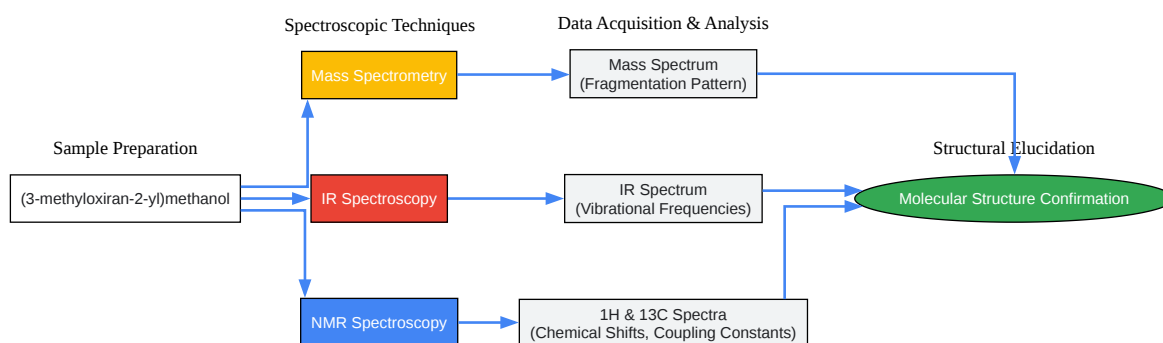 Spectroscopic Techniques
Data Acquisition & Analysis
Mass Spectrometry
Mass Spectrum
(Fragmentation Pattern)
Sample Preparation
Structural Elucidation
(3-methyloxiran-2-yl)methanol
IR Spectroscopy
IR Spectrum
(Vibrational Frequencies)
Molecular Structure Confirmation
NMR Spectroscopy
1H & 13C Spectra
(Chemical Shifts, Coupling Constants)